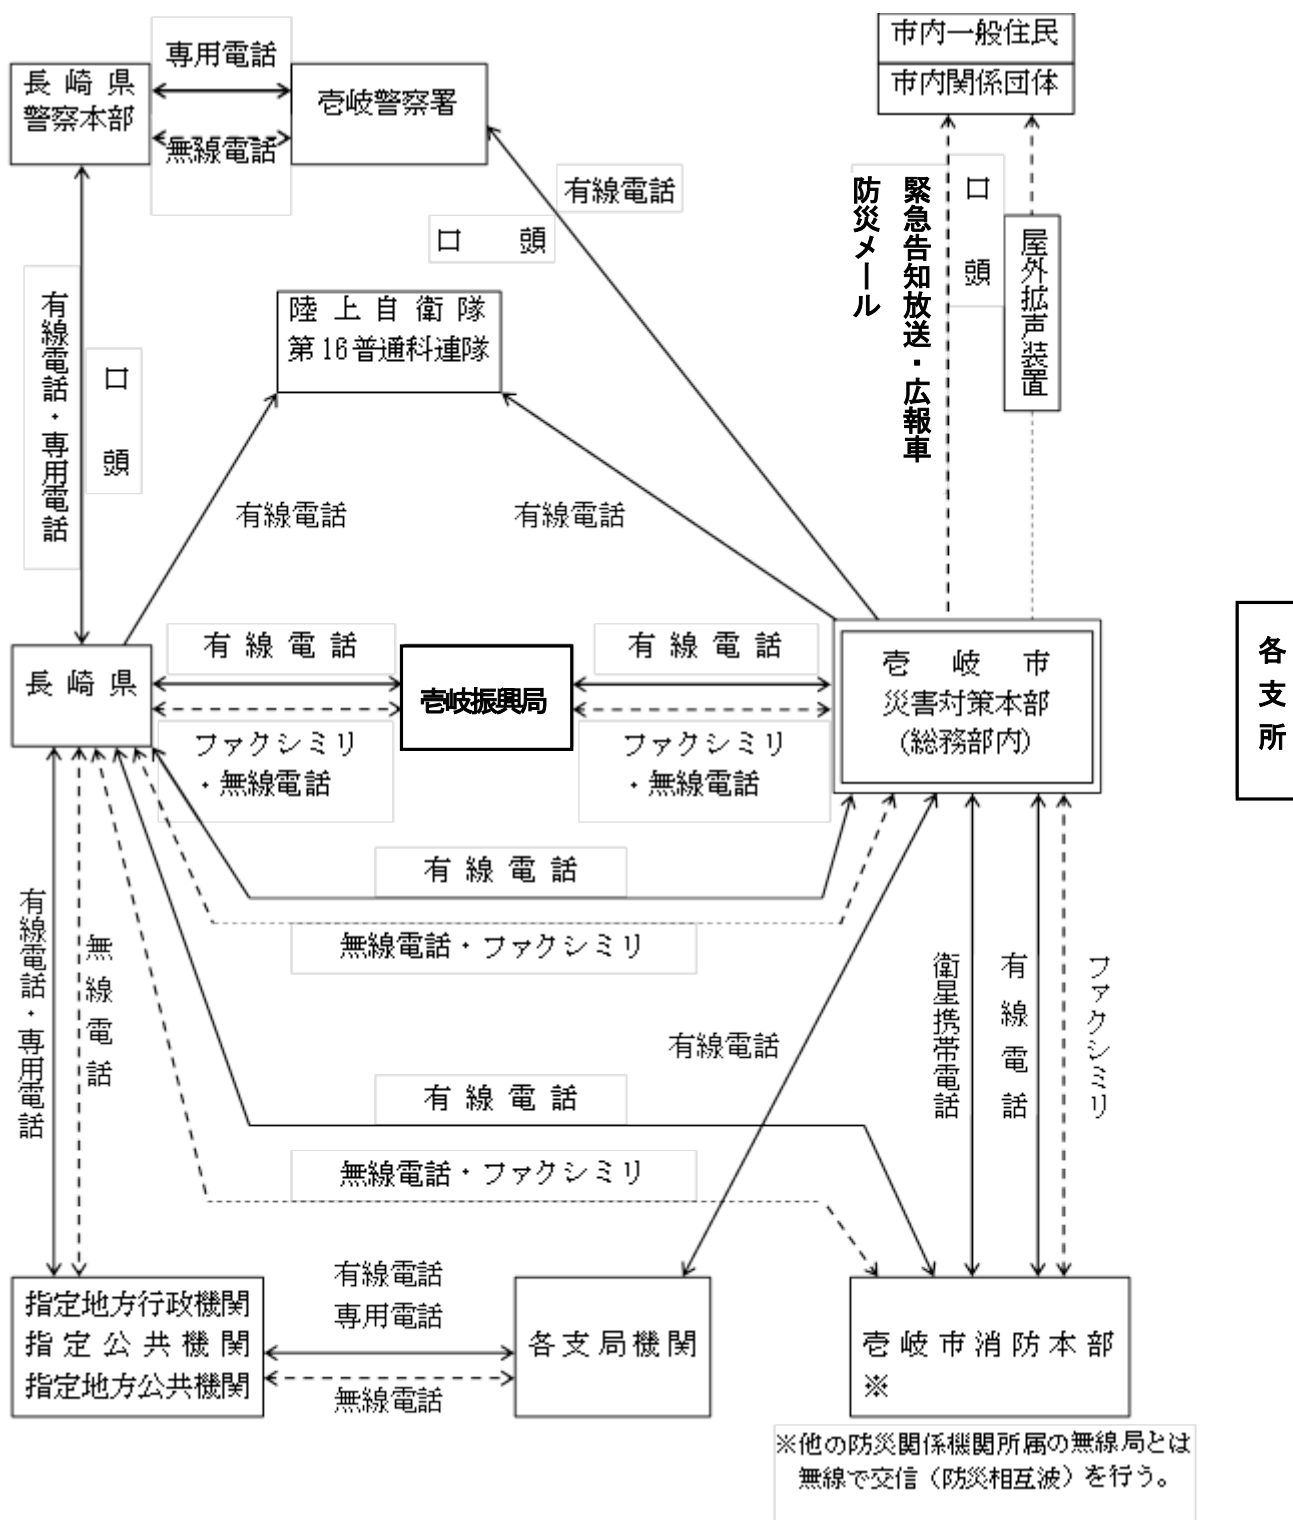 市内一般住民
市内関係団体
専用電話
長崎県
警察本部
壱岐警察署
無線電話
有線電話
口頭
防災メール
緊急告知放送・広報車
口頭
屋外拡声装置
有線電話・専用電話
口頭
陸上自衛隊
第16普通科連隊
有線電話
有線電話
有線電話
有線電話
長崎県
壱岐振興局
壱岐市
災害対策本部
(総務部内)
各支所
ファクシミリ
・無線電話
ファクシミリ
・無線電話
有線電話
無線電話・ファクシミリ
有線電話・専用電話
無線電話
有線電話
衛星携帯電話
有線電話
ファクシミリ
有線電話
無線電話・ファクシミリ
指定地方行政機関
指定公共機関
指定地方公共機関
有線電話
専用電話
無線電話
各支局機関
壱岐市消防本部
※
※他の防災関係機関所属の無線局とは
無線で交信（防災相互波）を行う。